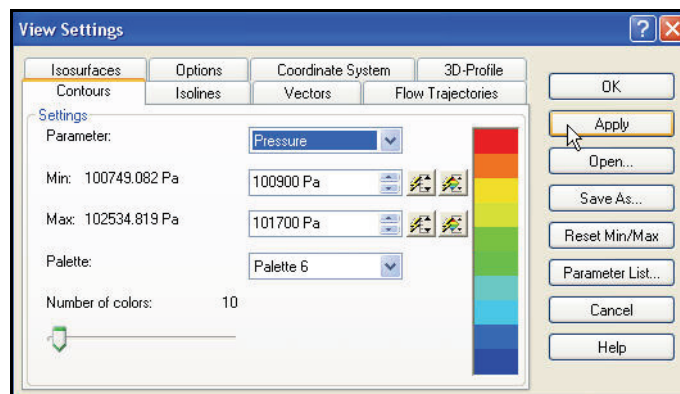 View Settings
Isosurfaces Options Coordinate System 3D-Profile
Contours Isolines Vectors Flow Trajectories
Settings
Parameter: Pressure
Min: 100749.082 Pa 100900 Pa
Max: 102534.819 Pa 101700 Pa
Palette: Palette 6
Number of colors: 10
OK
Apply
Open...
Save As...
Reset Min/Max
Parameter List...
Cancel
Help